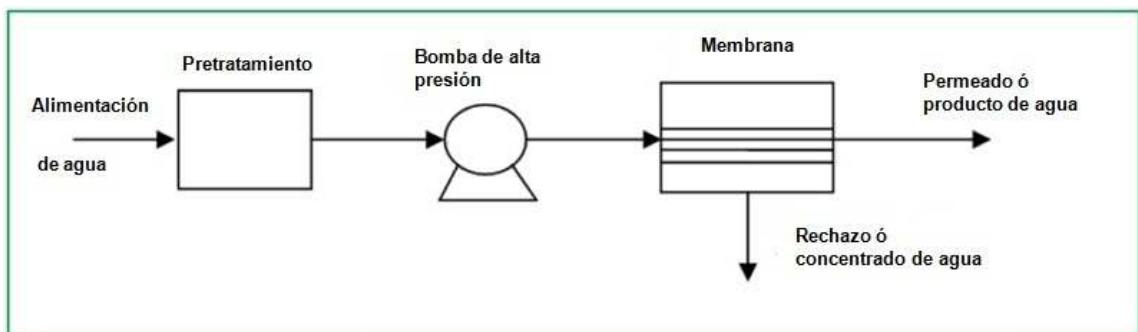 Alimentación
de agua
Pretratamiento
Bomba de alta
presión
Membrana
Permeado ó
producto de agua
Rechazo ó
concentrado de agua